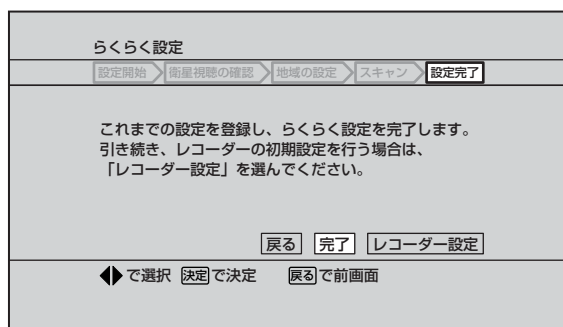 らくらく設定
設定開始 衛星視聴の確認 地域の設定 スキャン 設定完了
これまでの設定を登録し、らくらく設定を完了します。
引き続き、レコーダーの初期設定を行う場合は、
「レコーダー設定」を選んでください。
戻る 完了 レコーダー設定
で選択 決定で決定 戻るで前画面